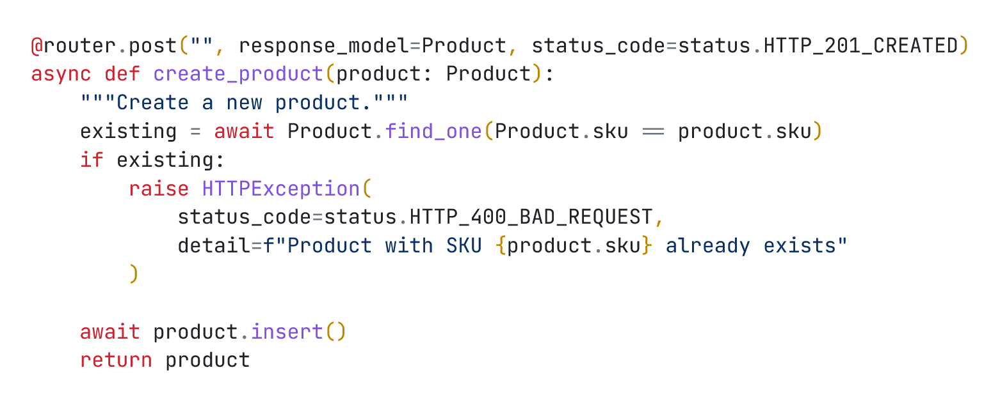 @router.post("", response_model=Product, status_code=status.HTTP_201_CREATED)
async def create_product(product: Product):
    """Create a new product."""
    existing = await Product.find_one(Product.sku == product.sku)
    if existing:
        raise HTTPException(
            status_code=status.HTTP_400_BAD_REQUEST,
            detail=f"Product with SKU {product.sku} already exists"
        )

    await product.insert()
    return product